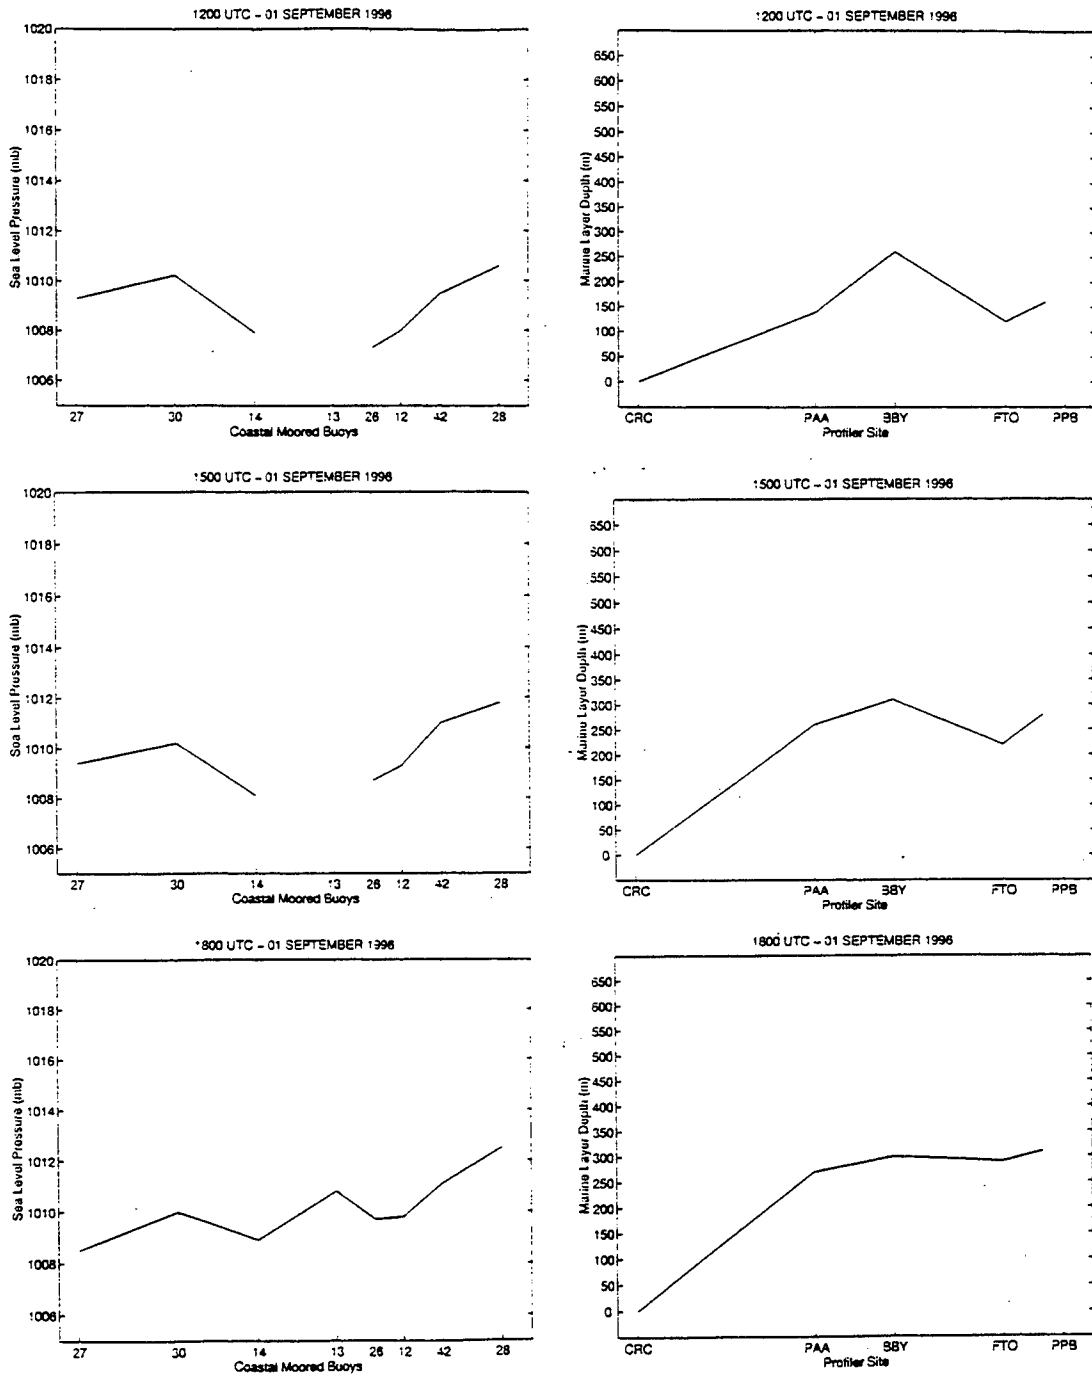 1200 UTC – 01 SEPTEMBER 1996
1020
1018
1016
1014
1012
1010
1008
1006
Sea Level Pressure (mb)
27 30 14 13 26 12 42 28
Coastal Moored Buoys
1200 UTC – 01 SEPTEMBER 1996
650
600
550
500
450
400
350
300
250
200
150
100
50
0
Marine Layer Depth (m)
CRC PAA BBY FTO PPB
Profiler Site
1500 UTC – 01 SEPTEMBER 1996
1020
1018
1016
1014
1012
1010
1008
1006
Sea Level Pressure (mb)
27 30 14 13 26 12 42 28
Coastal Moored Buoys
1500 UTC – 01 SEPTEMBER 1996
650
600
550
500
450
400
350
300
250
200
150
100
50
0
Marine Layer Depth (m)
CRC PAA BBY FTO PPB
Profiler Site
1800 UTC – 01 SEPTEMBER 1996
1020
1018
1016
1014
1012
1010
1008
1006
Sea Level Pressure (mb)
27 30 14 13 26 12 42 28
Coastal Moored Buoys
1800 UTC – 01 SEPTEMBER 1996
650
600
550
500
450
400
350
300
250
200
150
100
50
0
Marine Layer Depth (m)
CRC PAA BBY FTO PPB
Profiler Site